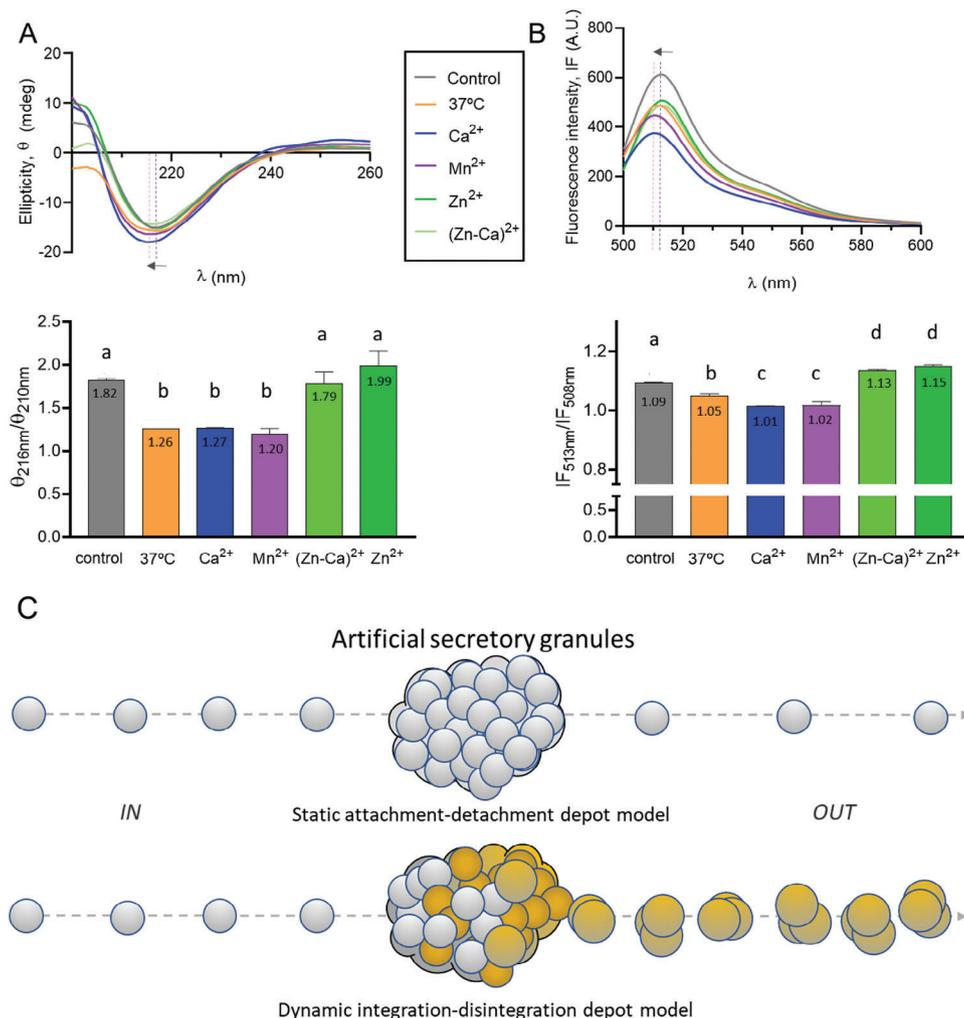 A
20
10
0
-10
-20
220
240
260
Ellipticity, θ (mdeg)
λ (nm)
Control
37ºC
Ca²⁺
Mn²⁺
Zn²⁺
(Zn-Ca)²⁺
B
800
600
400
200
0
500
520
540
560
580
600
Fluorescence intensity, IF (A.U.)
λ (nm)
2.5
2.0
1.5
1.0
0.5
0.0
θ216nm/θ210nm
a
b
b
b
a
a
1.82
1.26
1.27
1.20
1.79
1.99
control 37ºC Ca²⁺ Mn²⁺ (Zn-Ca)²⁺ Zn²⁺
1.2
1.0
0.8
0.5
0.0
IF513nm/IF508nm
a
b
c
c
d
d
1.09
1.05
1.01
1.02
1.13
1.15
control 37ºC Ca²⁺ Mn²⁺ (Zn-Ca)²⁺ Zn²⁺
C
Artificial secretory granules
IN
Static attachment-detachment depot model
OUT
Dynamic integration-disintegration depot model